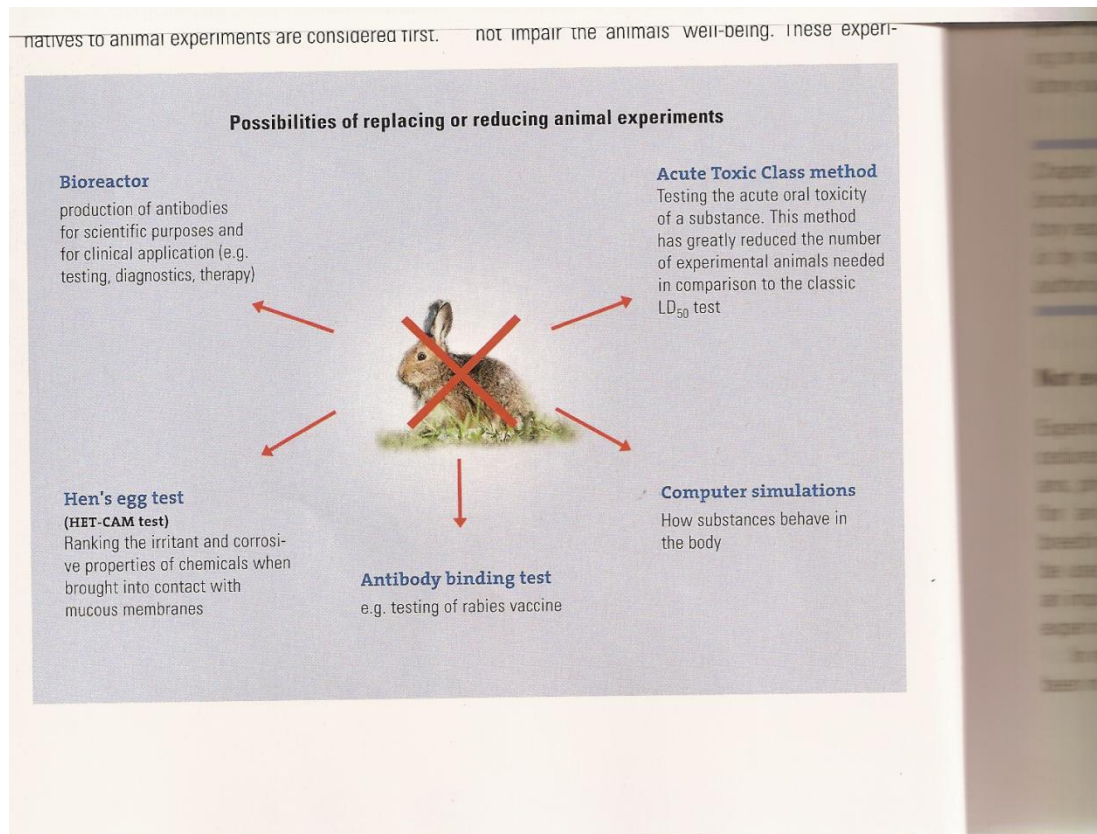 natives to animal experiments are considered first.
not impair the animals' well-being. These experi-
Possibilities of replacing or reducing animal experiments
Bioreactor
production of antibodies
for scientific purposes and
for clinical application (e.g.
testing, diagnostics, therapy)
Acute Toxic Class method
Testing the acute oral toxicity
of a substance. This method
has greatly reduced the number
of experimental animals needed
in comparison to the classic
LD50 test
Hen's egg test
(HET-CAM test)
Ranking the irritant and corrosi-
ve properties of chemicals when
brought into contact with
mucous membranes
Antibody binding test
e.g. testing of rabies vaccine
Computer simulations
How substances behave in
the body